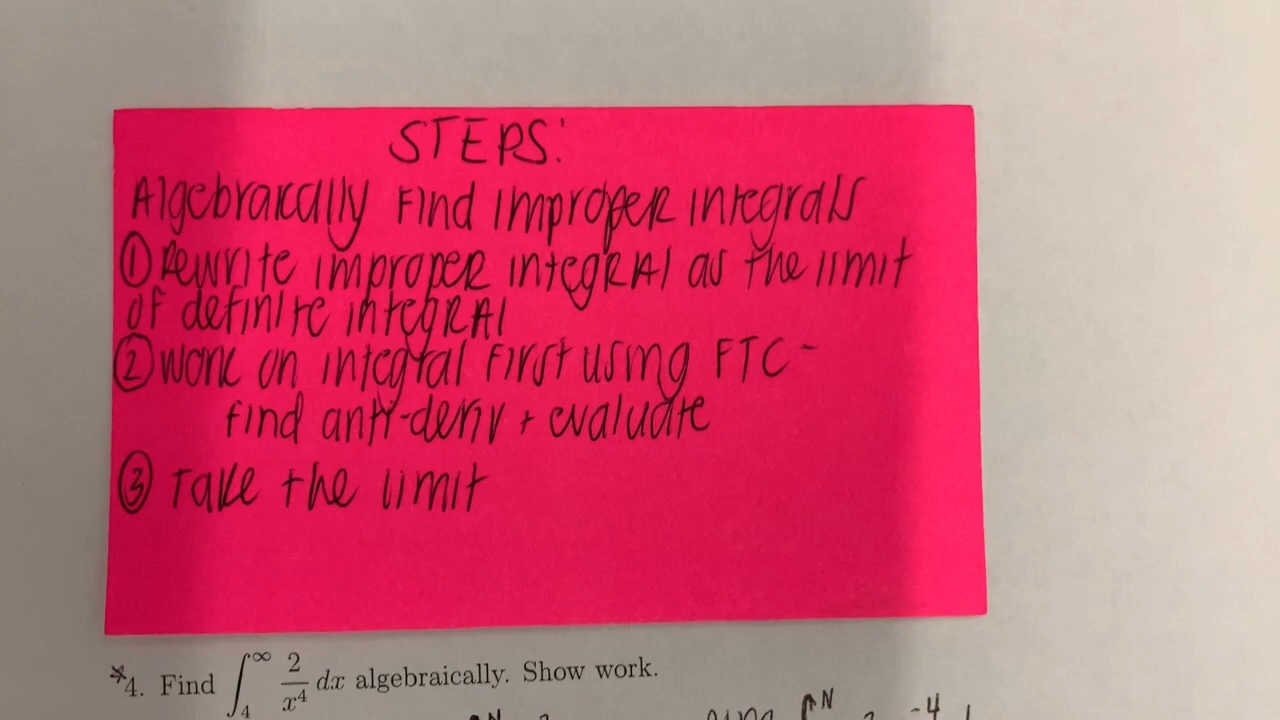 STEPS:
Algebraically Find improper integrals
① Rewrite improper integral as the limit
of definite integral
② work on integral first using FTC -
find anti-deriv + evaluate
③ Take the limit
*4. Find ∫₄^∞ 2/x⁴ dx algebraically. Show work.
N -4